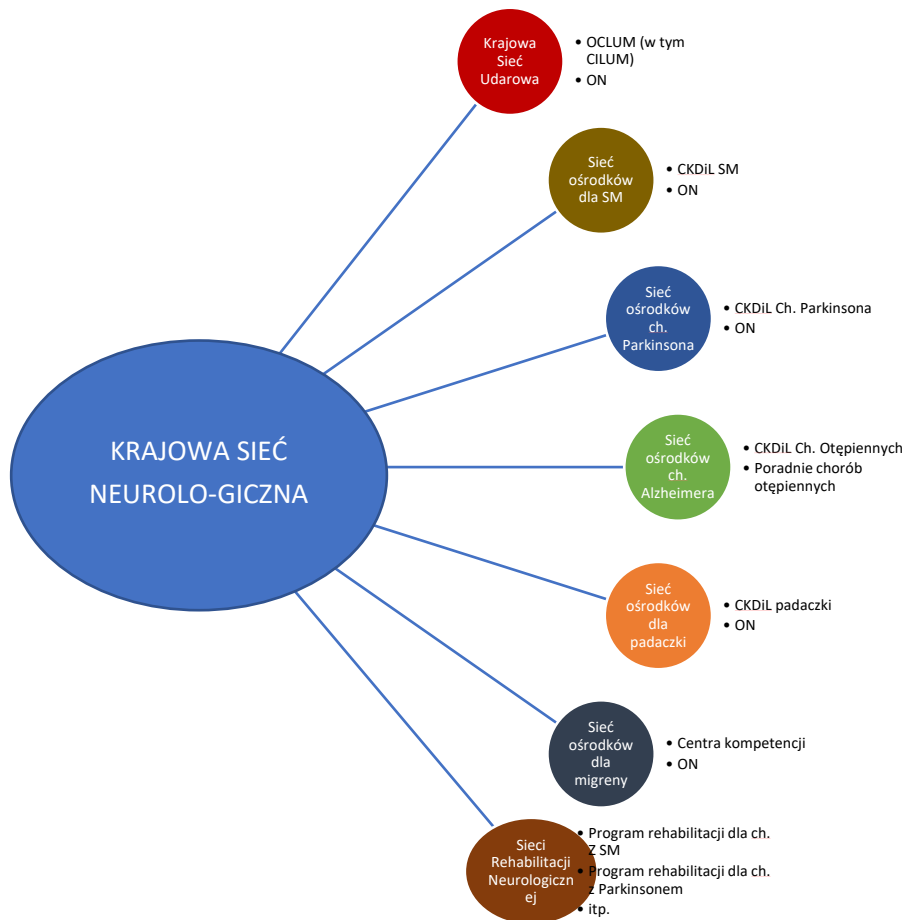 Krajowa
Sieć
Udarowa
• OCLUM (w tym
CILUM)
• ON
Sieć
ośrodków
dla SM
• CKDiL SM
• ON
Sieć
ośrodków
ch.
Parkinsona
• CKDiL Ch. Parkinsona
• ON
KRAJOWA SIEĆ
NEUROLO-GICZNA
Sieć
ośrodków
ch.
Alzheimera
• CKDiL Ch. Otępiennych
• Poradnie chorób
otępiennych
Sieć
ośrodków
dla
padaczki
• CKDiL padaczki
• ON
Sieć
ośrodków
dla
migreny
• Centra kompetencji
• ON
Sieci
Rehabilitacji
Neurologiczn
ej
• Program rehabilitacji dla ch.
Z SM
• Program rehabilitacji dla ch.
z Parkinsonem
• itp.